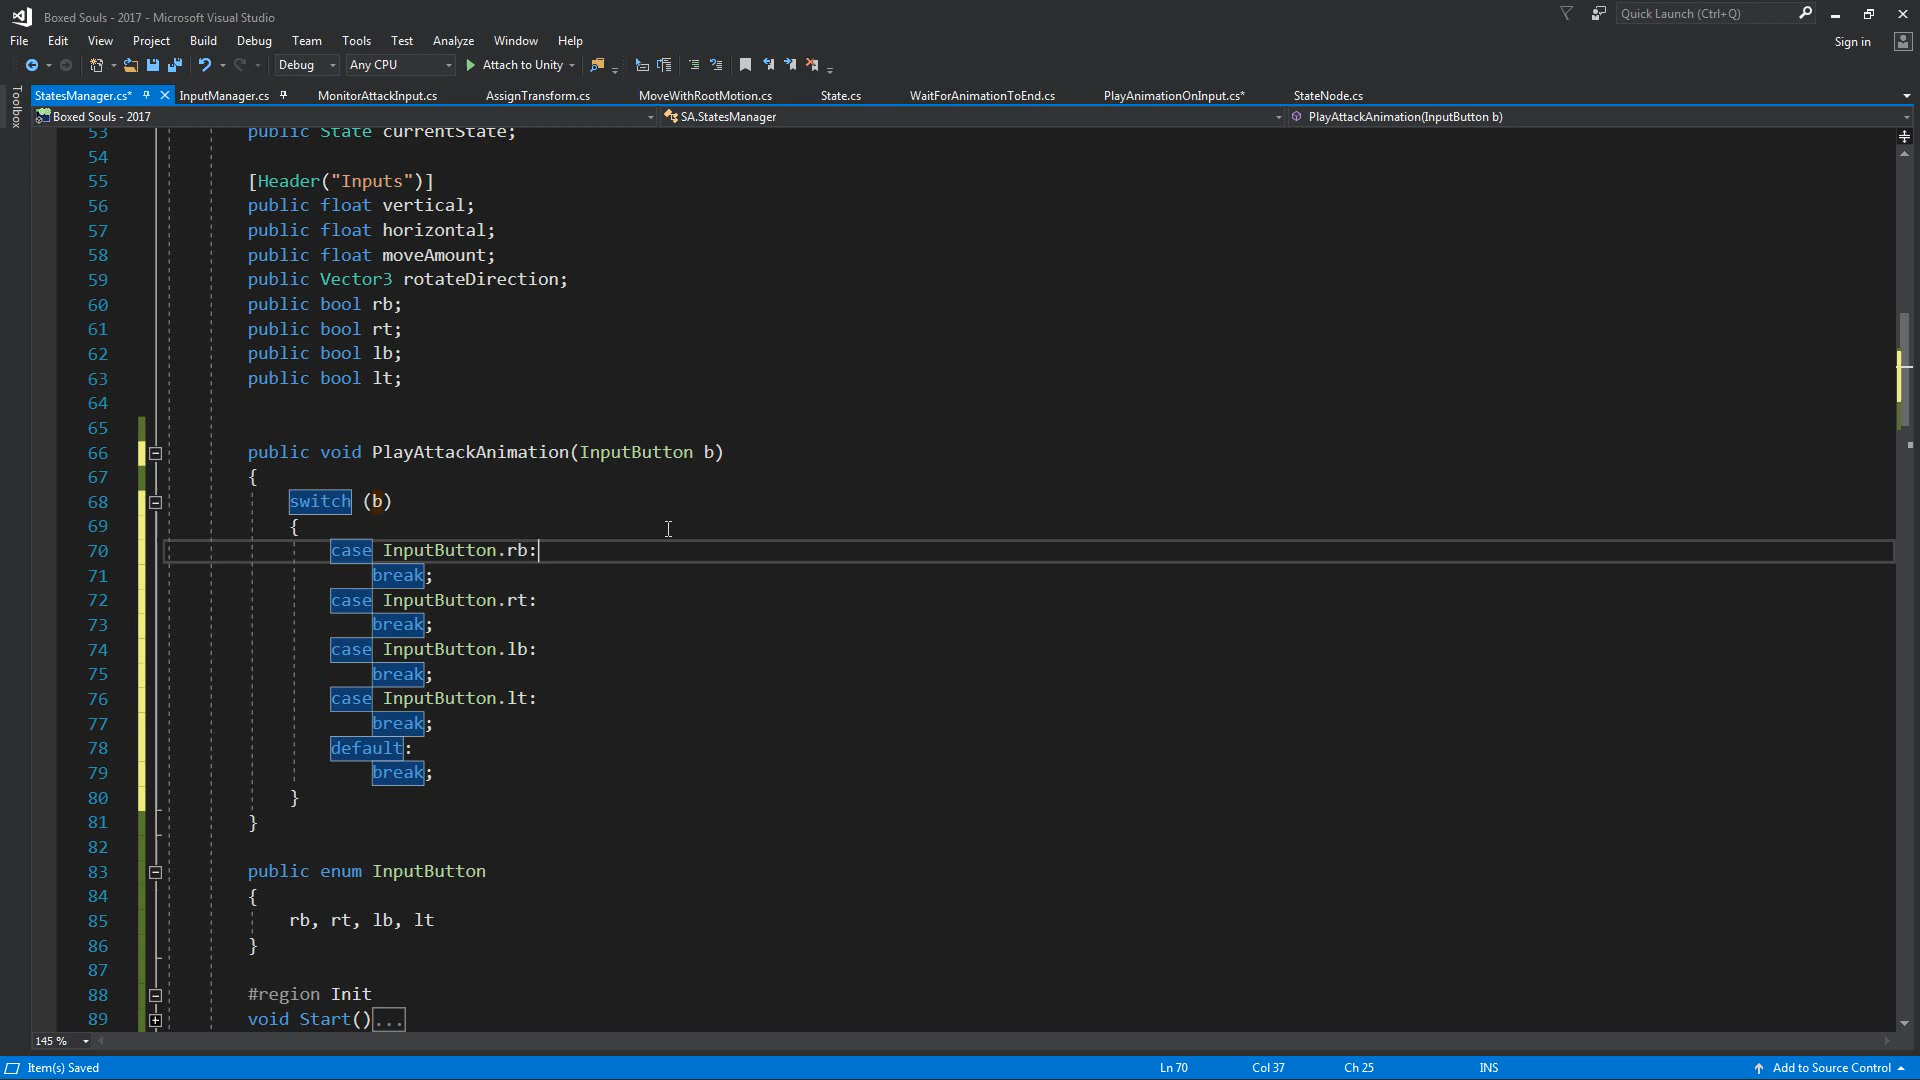 Boxed Souls - 2017 - Microsoft Visual Studio
Quick Launch (Ctrl+Q)
File Edit View Project Build Debug Team Tools Test Analyze Window Help
Sign in
Debug Any CPU Attach to Unity
Toolbox
StatesManager.cs* InputManager.cs MonitorAttackInput.cs AssignTransform.cs MoveWithRootMotion.cs State.cs WaitForAnimationToEnd.cs PlayAnimationOnInput.cs* StateNode.cs
Boxed Souls - 2017 SA.StatesManager PlayAttackAnimation(InputButton b)
53 public State currentState;
54
55 [Header("Inputs")]
56 public float vertical;
57 public float horizontal;
58 public float moveAmount;
59 public Vector3 rotateDirection;
60 public bool rb;
61 public bool rt;
62 public bool lb;
63 public bool lt;
64
65
66 public void PlayAttackAnimation(InputButton b)
67 {
68 switch (b)
69 {
70 case InputButton.rb:
71 break;
72 case InputButton.rt:
73 break;
74 case InputButton.lb:
75 break;
76 case InputButton.lt:
77 break;
78 default:
79 break;
80 }
81 }
82
83 public enum InputButton
84 {
85 rb, rt, lb, lt
86 }
87
88 #region Init
89 void Start()...
145 %
Item(s) Saved Ln 70 Col 37 Ch 25 INS Add to Source Control